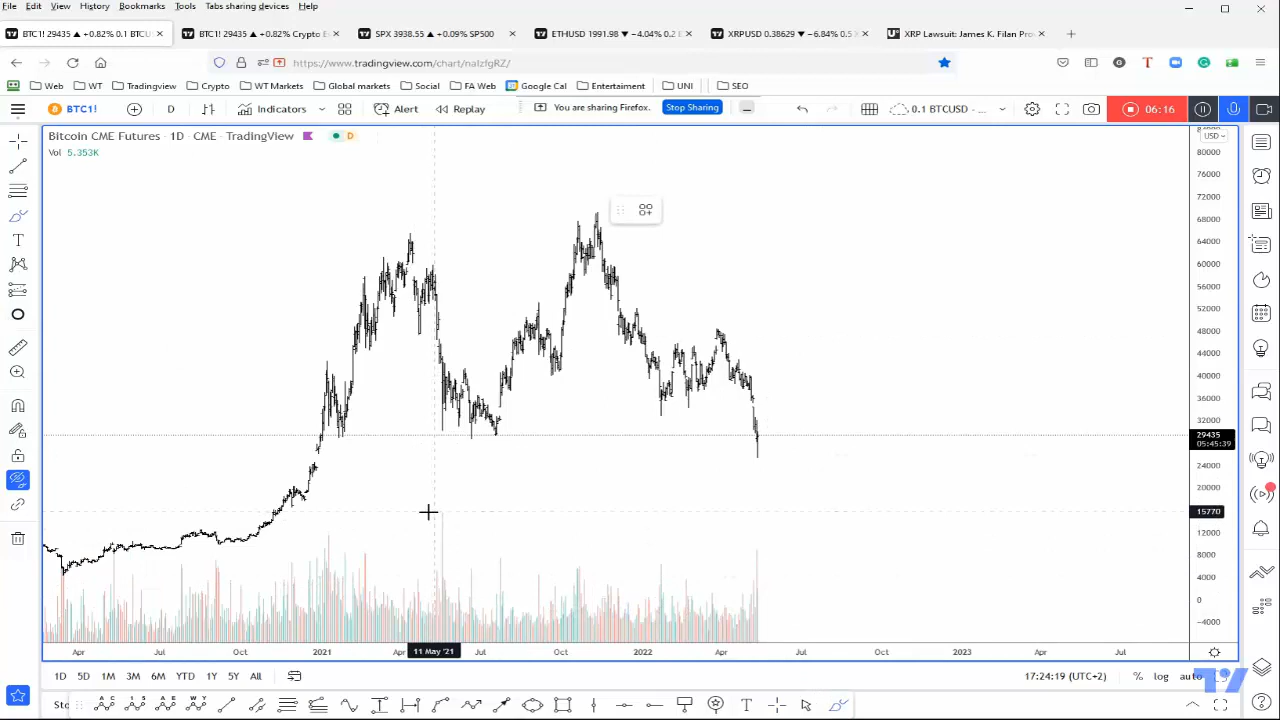 File Edit View History Bookmarks Tools Tabs sharing devices Help
BTC1! 29435 ▲ +0.82% 0.1 BTCU × BTC1! 29435 ▲ +0.82% Crypto E × SPX 3938.55 ▲ +0.09% SP500 × ETHUSD 1991.98 ▼ −4.04% 0.2 E × XRPUSD 0.38629 ▼ −6.84% 0.5 × XRP Lawsuit: James K. Filan Pro × +
https://www.tradingview.com/chart/naIzfgRZ/
Web WT Tradingview Crypto WT Markets Global markets Social FA Web Google Cal Entertaiment UNI SEO
BTC1! D Indicators Alert Replay You are sharing Firefox. Stop Sharing 0.1 BTCUSD - ... 06:16
Bitcoin CME Futures · 1D · CME · TradingView D
Vol 5.353K
USD
80000
76000
72000
68000
64000
60000
56000
52000
48000
44000
40000
36000
32000
29435
05:45:39
24000
20000
15770
12000
8000
4000
0
-4000
Apr Jul Oct 2021 Apr 11 May '21 Jul Oct 2022 Apr Jul Oct 2023 Apr Jul
1D 5D 1M 3M 6M YTD 1Y 5Y All 17:24:19 (UTC+2) % log auto